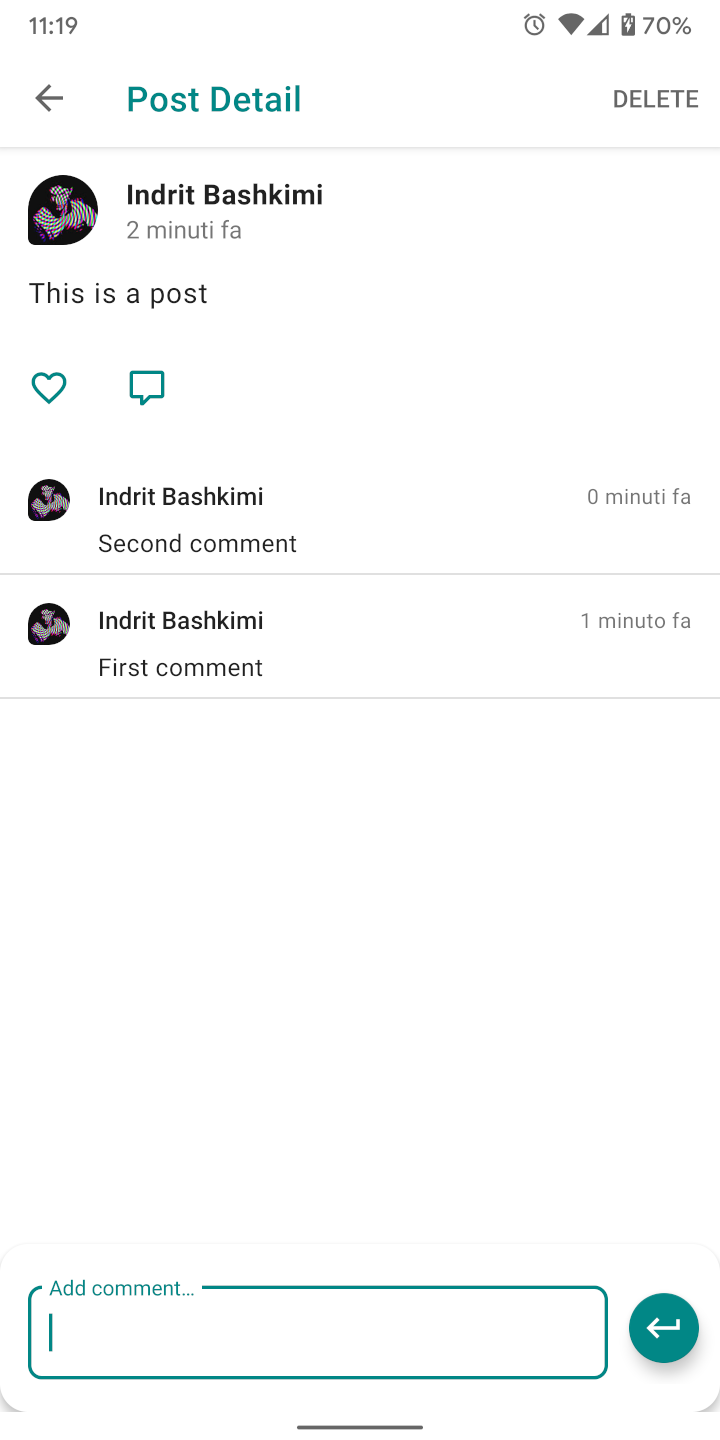 11:19 70%
Post Detail DELETE
Indrit Bashkimi
2 minuti fa
This is a post
Indrit Bashkimi 0 minuti fa
Second comment
Indrit Bashkimi 1 minuto fa
First comment
Add comment...